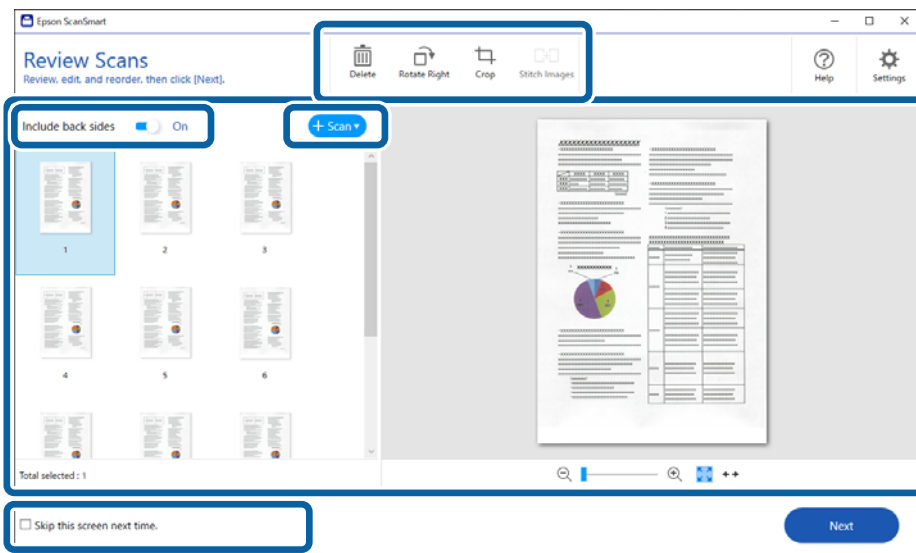 Epson ScanSmart
Review Scans
Review, edit, and reorder, then click [Next].
Delete
Rotate Right
Crop
Stitch Images
Help
Settings
Include back sides
On
+ Scan
1
2
3
4
5
6
Total selected : 1
Skip this screen next time.
Next